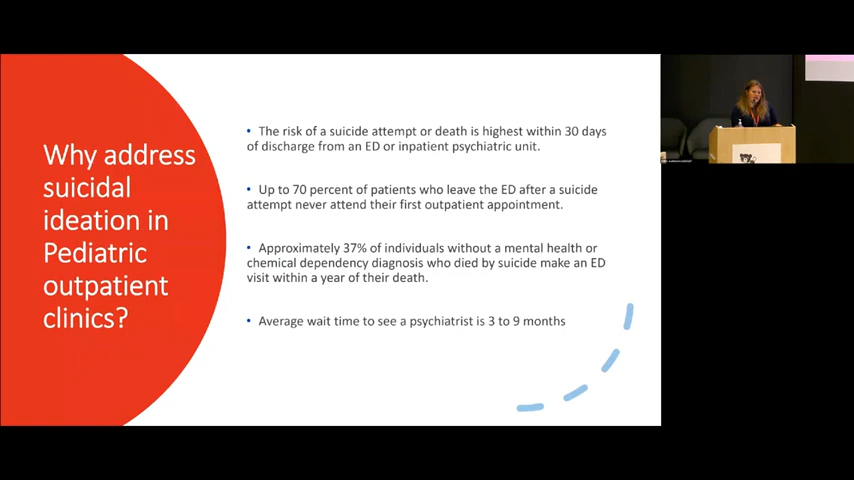 Why address
suicidal
ideation in
Pediatric
outpatient
clinics?
• The risk of a suicide attempt or death is highest within 30 days
of discharge from an ED or inpatient psychiatric unit.
• Up to 70 percent of patients who leave the ED after a suicide
attempt never attend their first outpatient appointment.
• Approximately 37% of individuals without a mental health or
chemical dependency diagnosis who died by suicide make an ED
visit within a year of their death.
• Average wait time to see a psychiatrist is 3 to 9 months